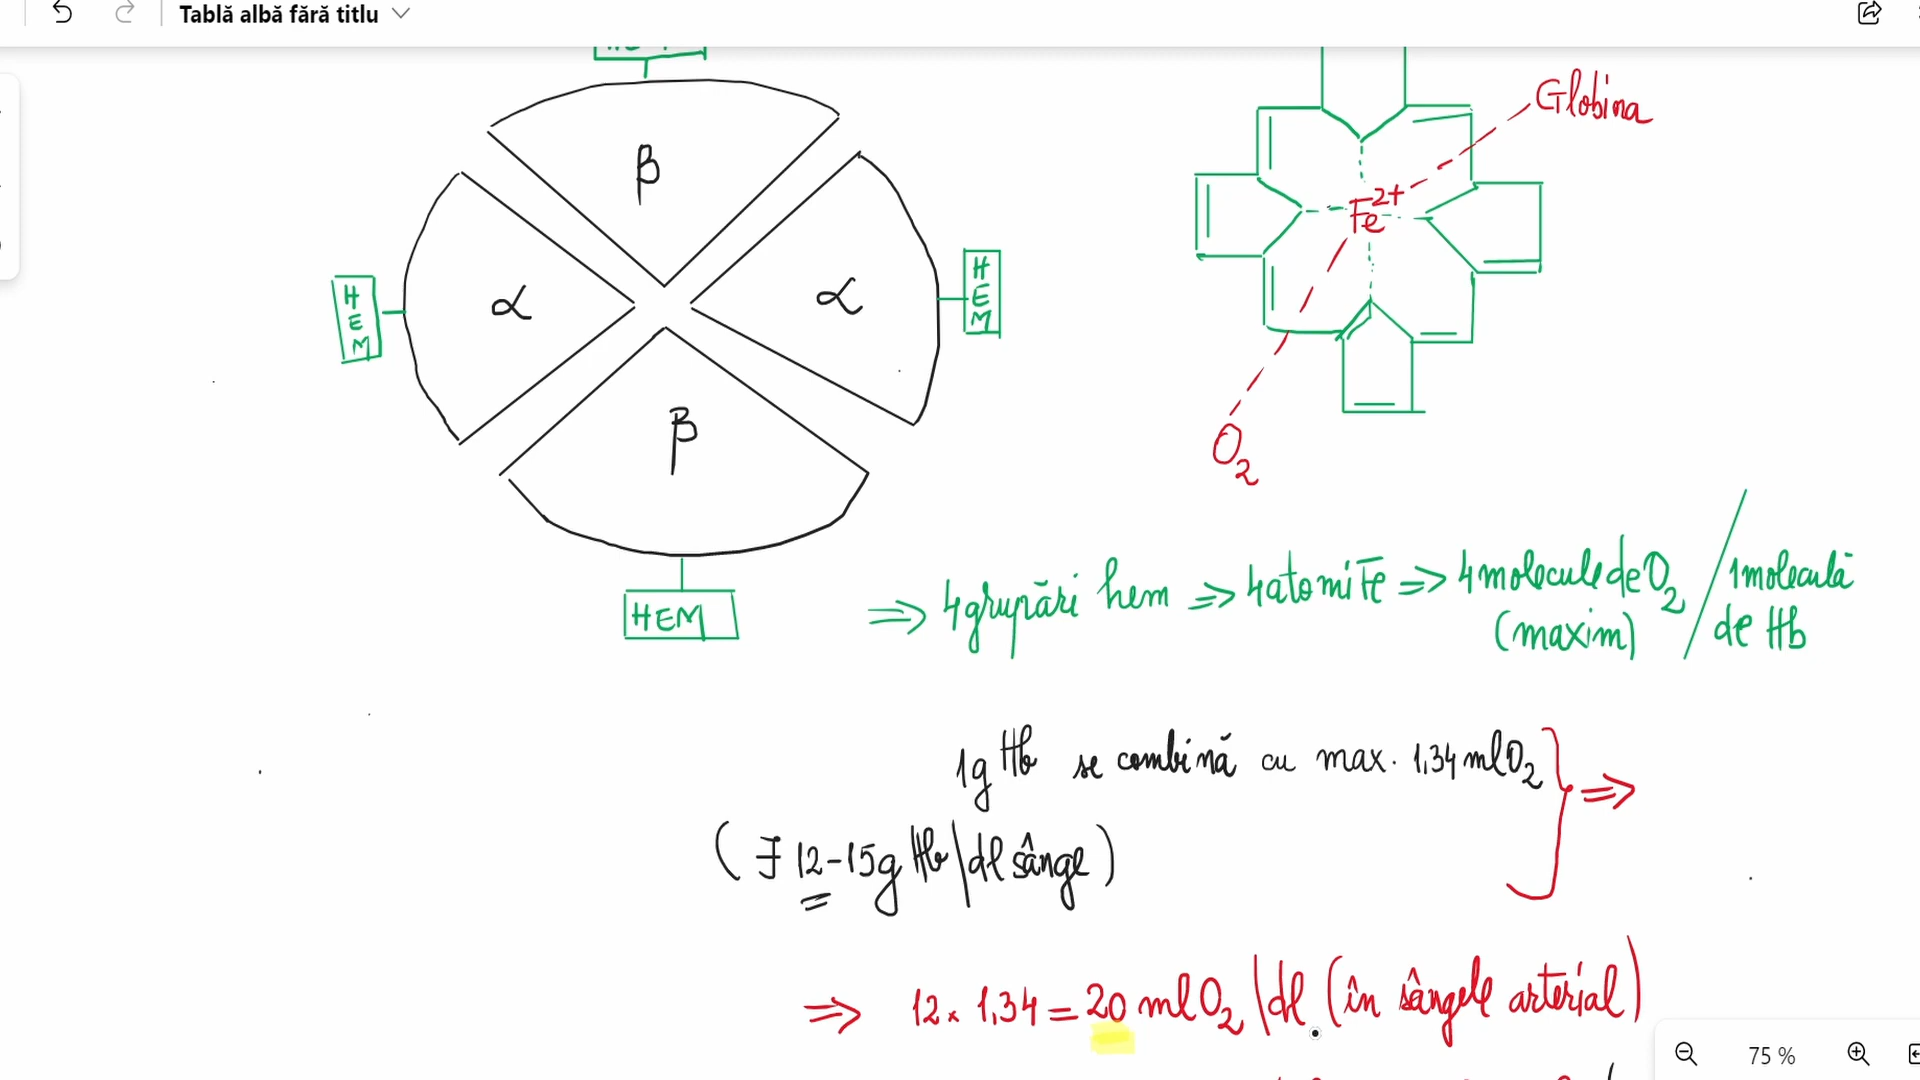 Tablă albă fără titlu
Globina
β
Fe²⁺
α
α
HEM
HEM
β
O₂
HEM
⇒ 4 grupări hem ⇒ 4 atomi Fe ⇒ 4 molecule de O₂ / 1 moleculă
(maxim) de Hb
1g Hb se combină cu max. 1,34 ml O₂ } ⇒
(Ǝ 12-15g Hb/dl sânge)
⇒ 12 x 1,34 = 20 ml O₂/dl (în sângele arterial)
75 %